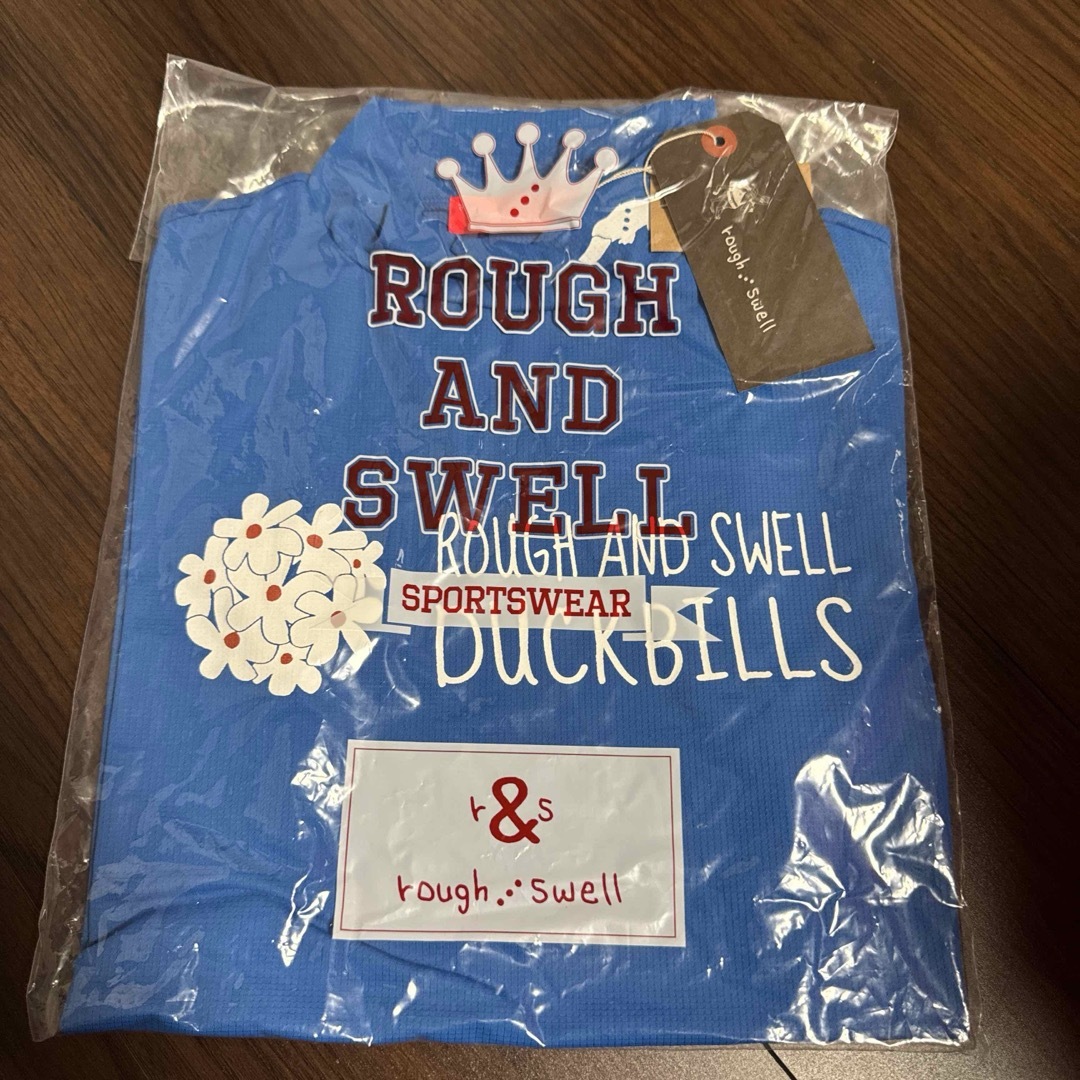 rough swell
ROUGH
AND
SWELL
ROUGH AND SWELL
SPORTSWEAR
DUCKBILLS
r&s
rough swell